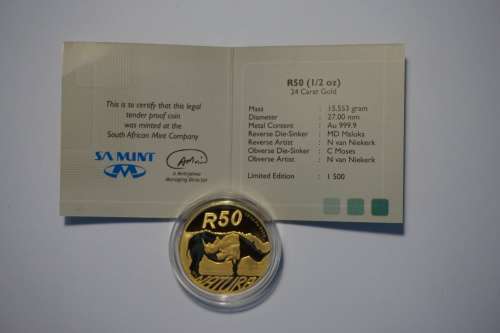 This is to certify that this legal
tender proof coin
was minted at the
South African Mint Company
SA MINT
Managing Director
R50 (1/2 oz)
24 Carat Gold
Mass : 15,553 gram
Diameter : 27.00 mm
Metal Content : Au 999.9
Reverse Die-Sinker : MD Maloka
Reverse Artist : N van Niekerk
Obverse Die-Sinker : C Moses
Obverse Artist : N van Niekerk
Limited Edition : 1 500
R50
NATURA